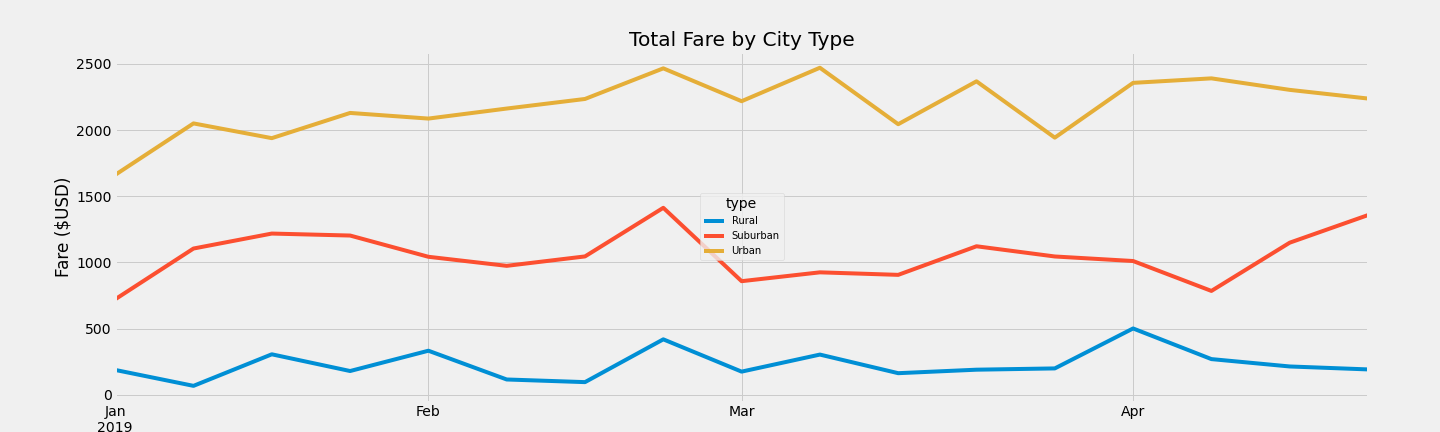 Total Fare by City Type
Fare ($USD)
2500
2000
1500
1000
500
0
type
Rural
Suburban
Urban
Jan
2019
Feb
Mar
Apr